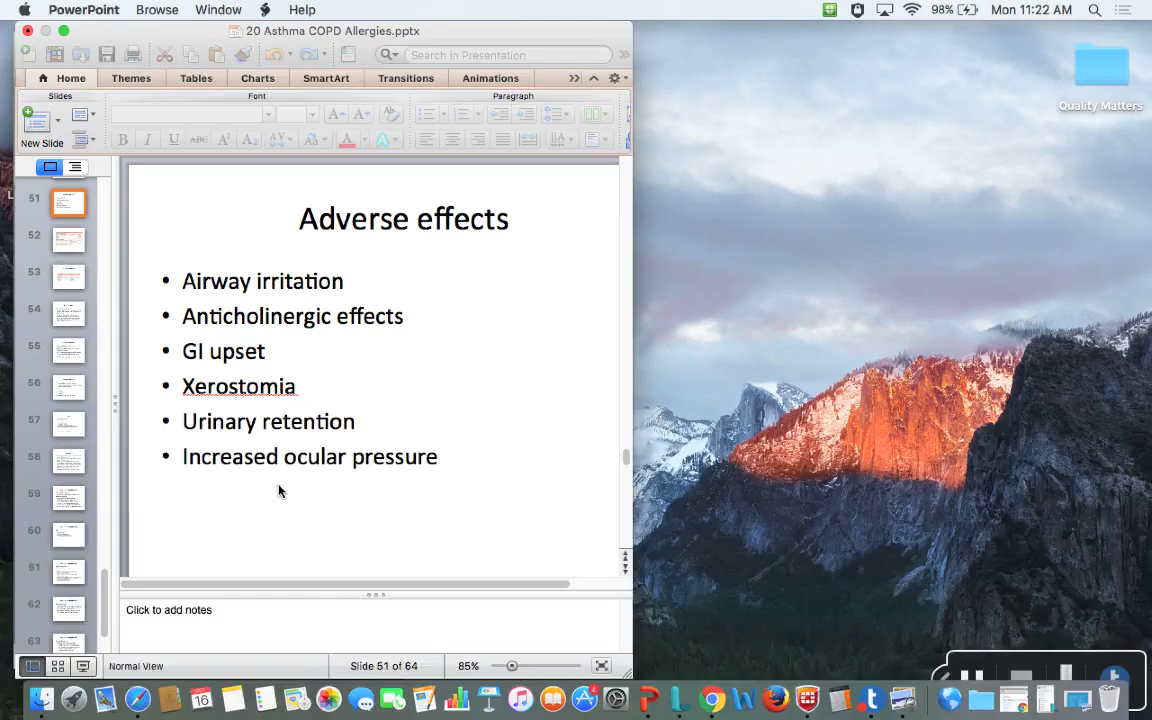 PowerPoint Browse Window Help 98% Mon 11:22 AM
20 Asthma COPD Allergies.pptx
Search in Presentation
Home Themes Tables Charts SmartArt Transitions Animations
Slides Font Paragraph
New Slide
Quality Matters
51
52
53
54
55
56
57
58
59
60
61
62
63
Adverse effects
• Airway irritation
• Anticholinergic effects
• GI upset
• Xerostomia
• Urinary retention
• Increased ocular pressure
Click to add notes
Normal View Slide 51 of 64 85%